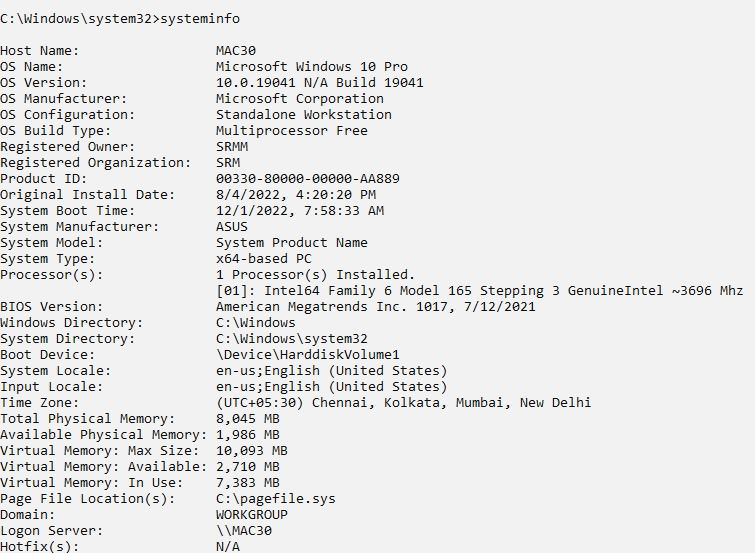 C:\Windows\system32>systeminfo
Host Name: MAC30
OS Name: Microsoft Windows 10 Pro
OS Version: 10.0.19041 N/A Build 19041
OS Manufacturer: Microsoft Corporation
OS Configuration: Standalone Workstation
OS Build Type: Multiprocessor Free
Registered Owner: SRMM
Registered Organization: SRM
Product ID: 00330-80000-00000-AA889
Original Install Date: 8/4/2022, 4:20:20 PM
System Boot Time: 12/1/2022, 7:58:33 AM
System Manufacturer: ASUS
System Model: System Product Name
System Type: x64-based PC
Processor(s): 1 Processor(s) Installed.
[01]: Intel64 Family 6 Model 165 Stepping 3 GenuineIntel ~3696 Mhz
BIOS Version: American Megatrends Inc. 1017, 7/12/2021
Windows Directory: C:\Windows
System Directory: C:\Windows\system32
Boot Device: \Device\HarddiskVolume1
System Locale: en-us;English (United States)
Input Locale: en-us;English (United States)
Time Zone: (UTC+05:30) Chennai, Kolkata, Mumbai, New Delhi
Total Physical Memory: 8,045 MB
Available Physical Memory: 1,986 MB
Virtual Memory: Max Size: 10,093 MB
Virtual Memory: Available: 2,710 MB
Virtual Memory: In Use: 7,383 MB
Page File Location(s): C:\pagefile.sys
Domain: WORKGROUP
Logon Server: \\MAC30
Hotfix(s): N/A